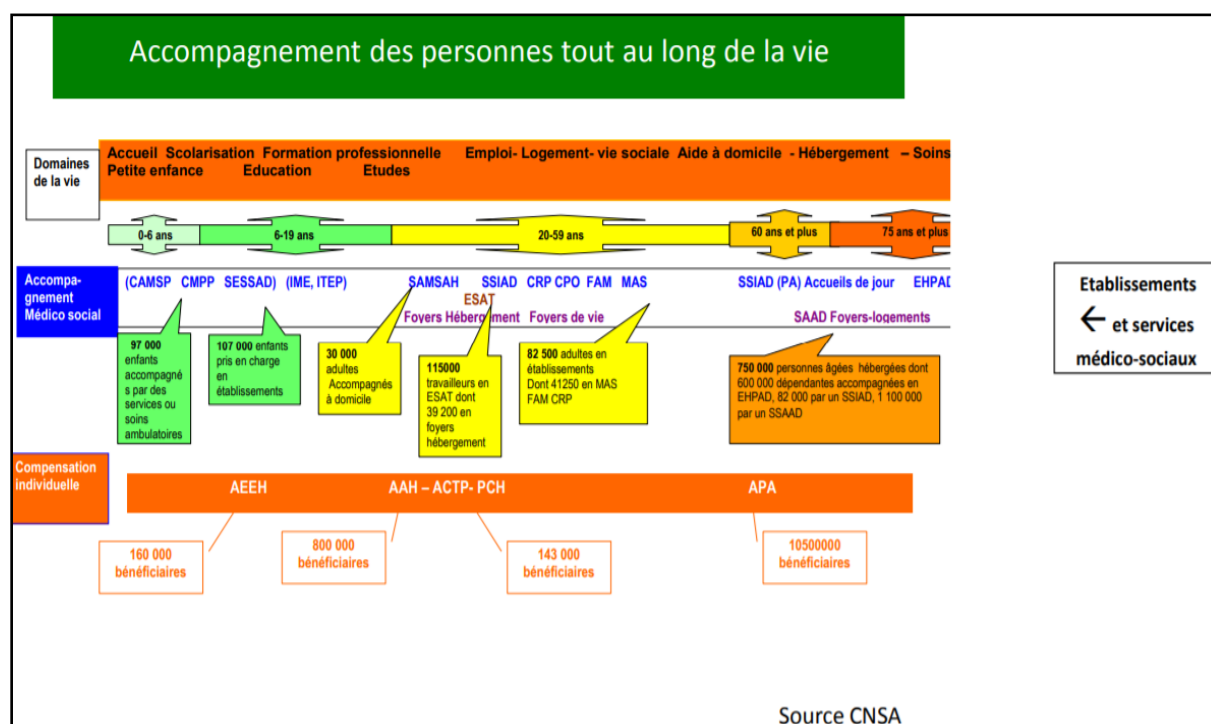 Accompagnement des personnes tout au long de la vie
Domaines
de la vie
Accueil Scolarisation Formation professionnelle Emploi- Logement- vie sociale Aide à domicile - Hébergement – Soins
Petite enfance Education Etudes
0-6 ans
6-19 ans
20-59 ans
60 ans et plus
75 ans et plus
Accompa-
gnement
Médico social
(CAMSP CMPP SESSAD) (IME, ITEP) SAMSAH SSIAD CRP CPO FAM MAS SSIAD (PA) Accueils de jour EHPAD
ESAT
Foyers Hébergement Foyers de vie SAAD Foyers-logements
Etablissements
← et services
médico-sociaux
97 000
enfants
accompagné
s par des
services ou
soins
ambulatoires
107 000 enfants
pris en charge
en
établissements
30 000
adultes
Accompagnés
à domicile
115000
travailleurs en
ESAT dont
39 200 en
foyers
hébergement
82 500 adultes en
établissements
Dont 41250 en MAS
FAM CRP
750 000 personnes âgées hébergées dont
600 000 dépendantes accompagnées en
EHPAD, 82 000 par un SSIAD, 1 100 000
par un SSAAD
Compensation
individuelle
AEEH
AAH – ACTP- PCH
APA
160 000
bénéficiaires
800 000
bénéficiaires
143 000
bénéficiaires
10500000
bénéficiaires
Source CNSA